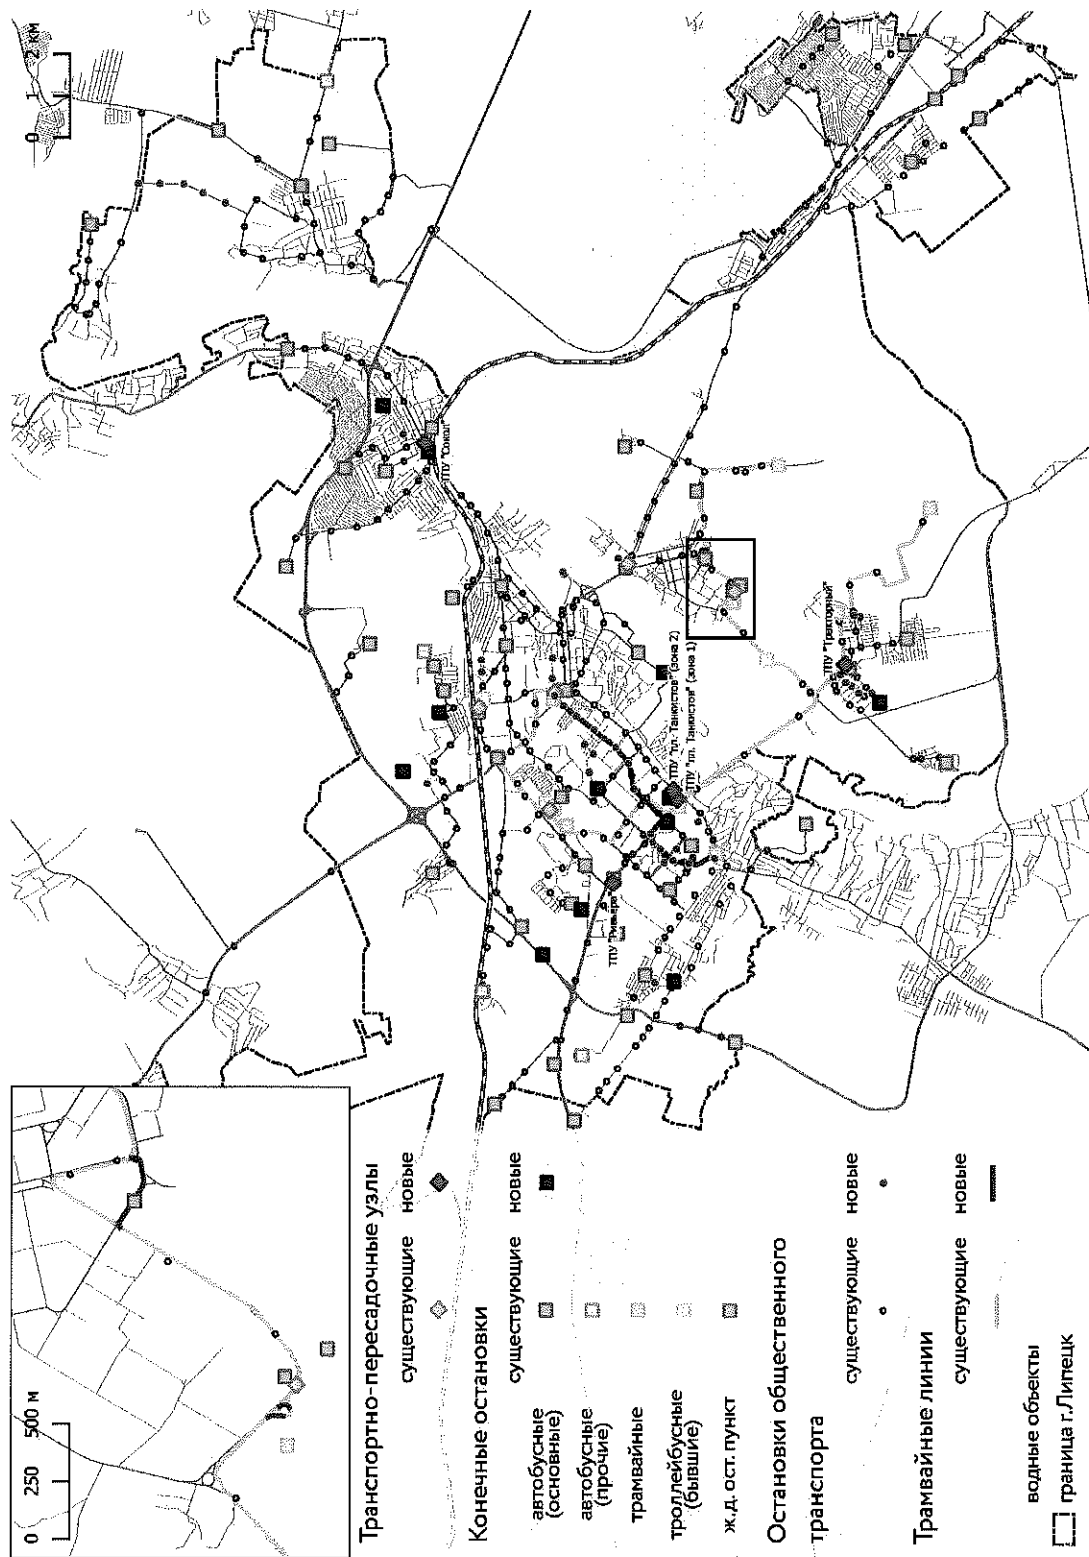 0 1 2 км
ТПУ "Сокол"
ТПУ "Тракторный"
ТПУ "пл. Танкистов" (зона 2)
ТПУ "пл. Танкистов" (зона 1)
ТПУ "Ривьера"
0 250 500 м
Транспортно-пересадочные узлы
существующие новые
Конечные остановки
существующие новые
автобусные
(основные)
автобусные
(прочие)
трамвайные
троллейбусные
(бывшие)
ж.д. ост. пункт
Остановки общественного
транспорта
существующие новые
Трамвайные линии
существующие новые
водные объекты
граница г.Липецк